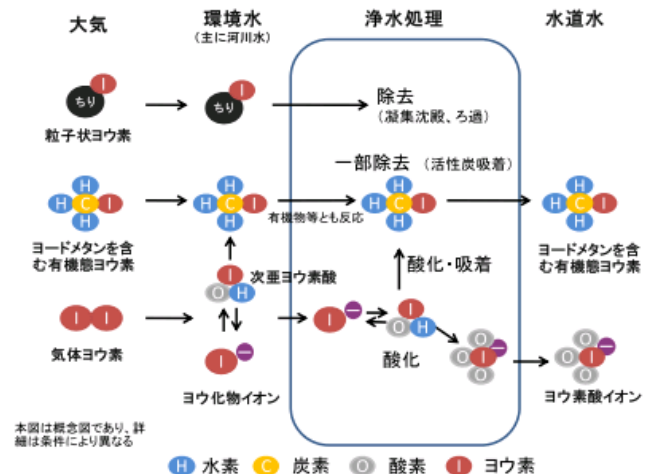 大気
環境水
(主に河川水)
浄水処理
水道水
I
ちり
粒子状ヨウ素
I
ちり
除去
(凝集沈殿、ろ過)
一部除去 (活性炭吸着)
H
H C I
H
ヨードメタンを含
む有機態ヨウ素
H
H C I
H
有機物等とも反応
H
H C I
H
H
H C I
H
ヨードメタンを含
む有機態ヨウ素
I
O H
次亜ヨウ素酸
酸化・吸着
I I
気体ヨウ素
I −
ヨウ化物イオン
I −
I
O H
酸化
O
O I O −
O
O
O I O −
O
ヨウ素酸イオン
本図は概念図であり、詳
細は条件により異なる
H 水素 C 炭素 O 酸素 I ヨウ素